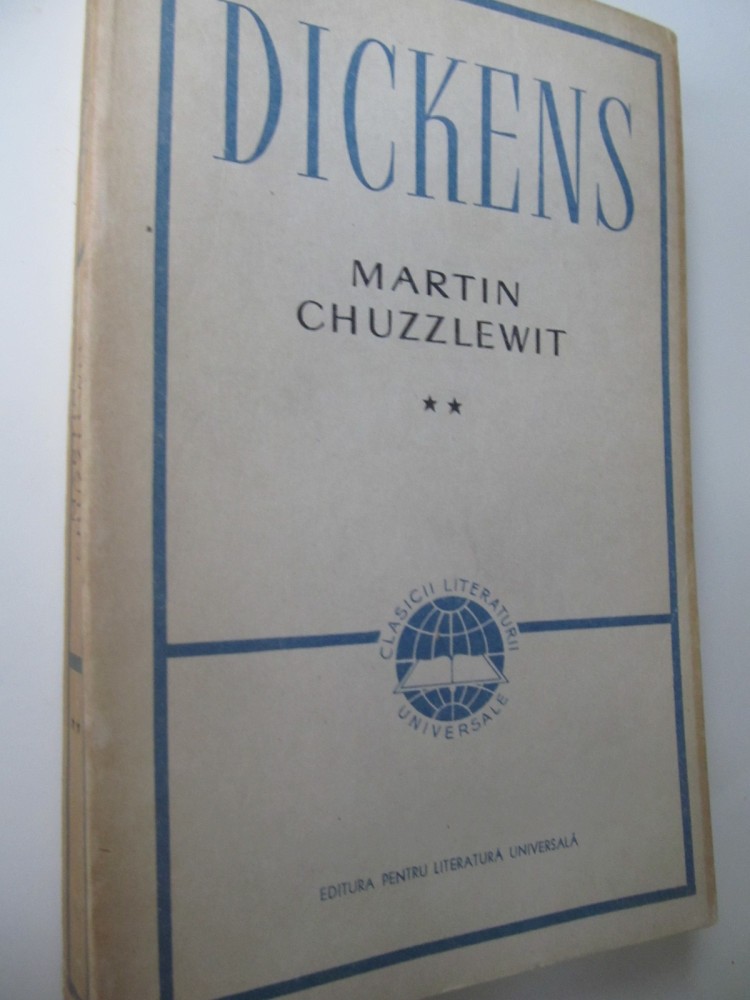 DICKENS
MARTIN
CHUZZLEWIT
★★
CLASICII LITERATURII
UNIVERSALE
EDITURA PENTRU LITERATURĂ UNIVERSALĂ